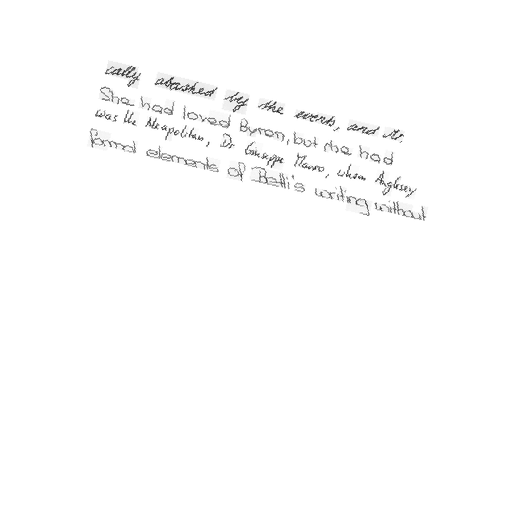 cally abashed by the event, and Mr.
She had loved Byron, but she had
was the Neapolitan, Dr Giuseppe Mauro, whom Anglesey
formal elements of Betti's writing without